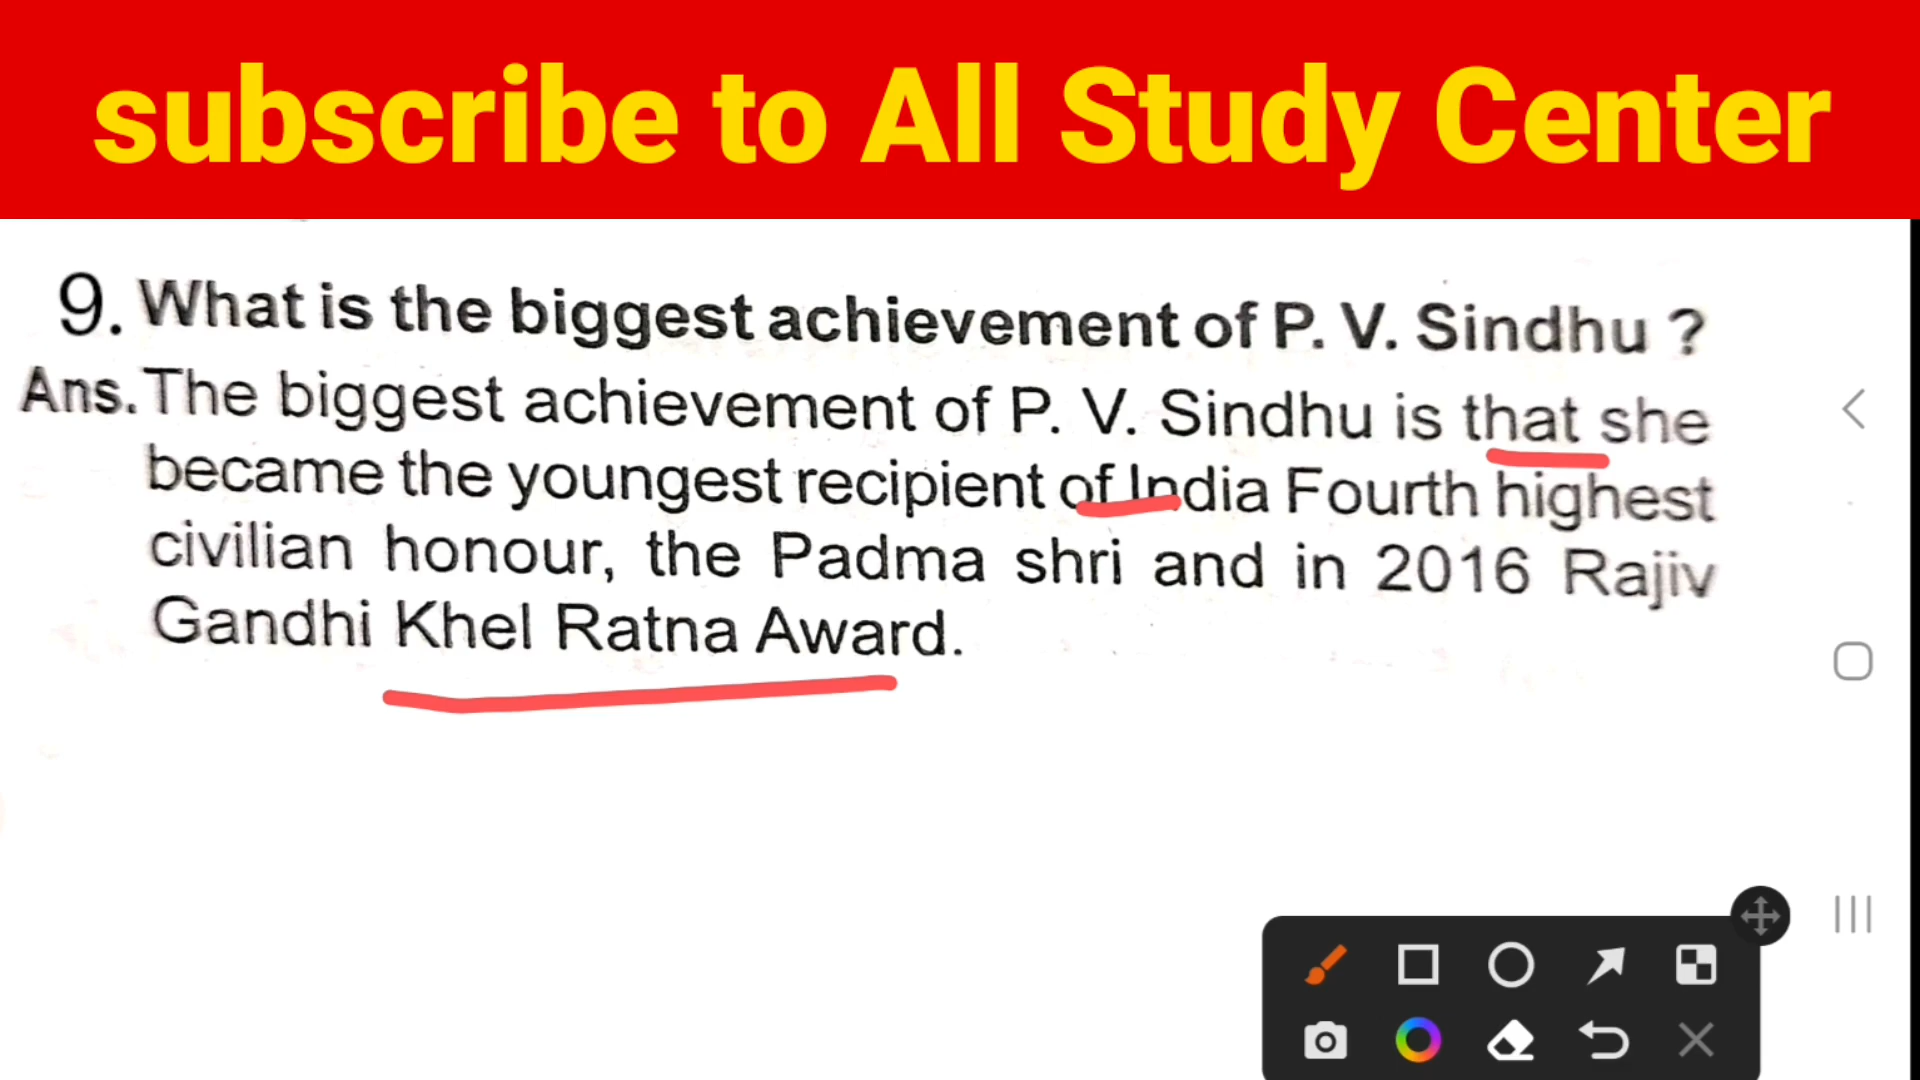 subscribe to All Study Center
9. What is the biggest achievement of P. V. Sindhu ?
Ans. The biggest achievement of P. V. Sindhu is that she
became the youngest recipient of India Fourth highest
civilian honour, the Padma shri and in 2016 Rajiv
Gandhi Khel Ratna Award.